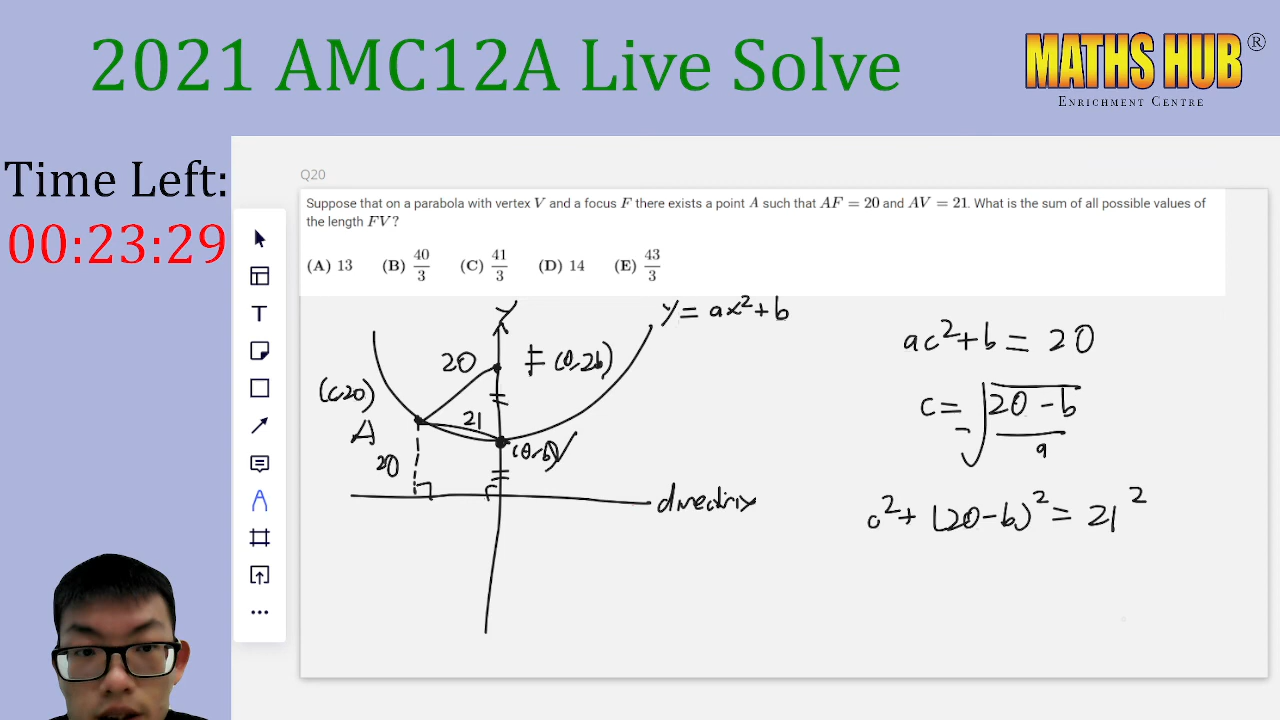 2021 AMC12A Live Solve
MATHS HUB®
ENRICHMENT CENTRE
Time Left:
00:23:29
Q20
Suppose that on a parabola with vertex V and a focus F there exists a point A such that AF = 20 and AV = 21. What is the sum of all possible values of
the length FV?
(A) 13 (B) 40/3 (C) 41/3 (D) 14 (E) 43/3
Y
y = ax²+b
20
F (0,2b)
(c,20)
A
21
(0,b) V
20
directrix
ac²+b = 20
c = √((20-b)/a)
c²+(20-b)² = 21²
T